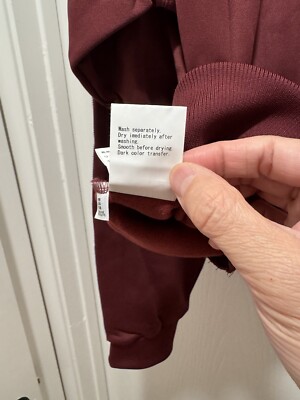 Wash separately.
Dry immediately after
washing.
Smooth before drying.
Dark color transfer.